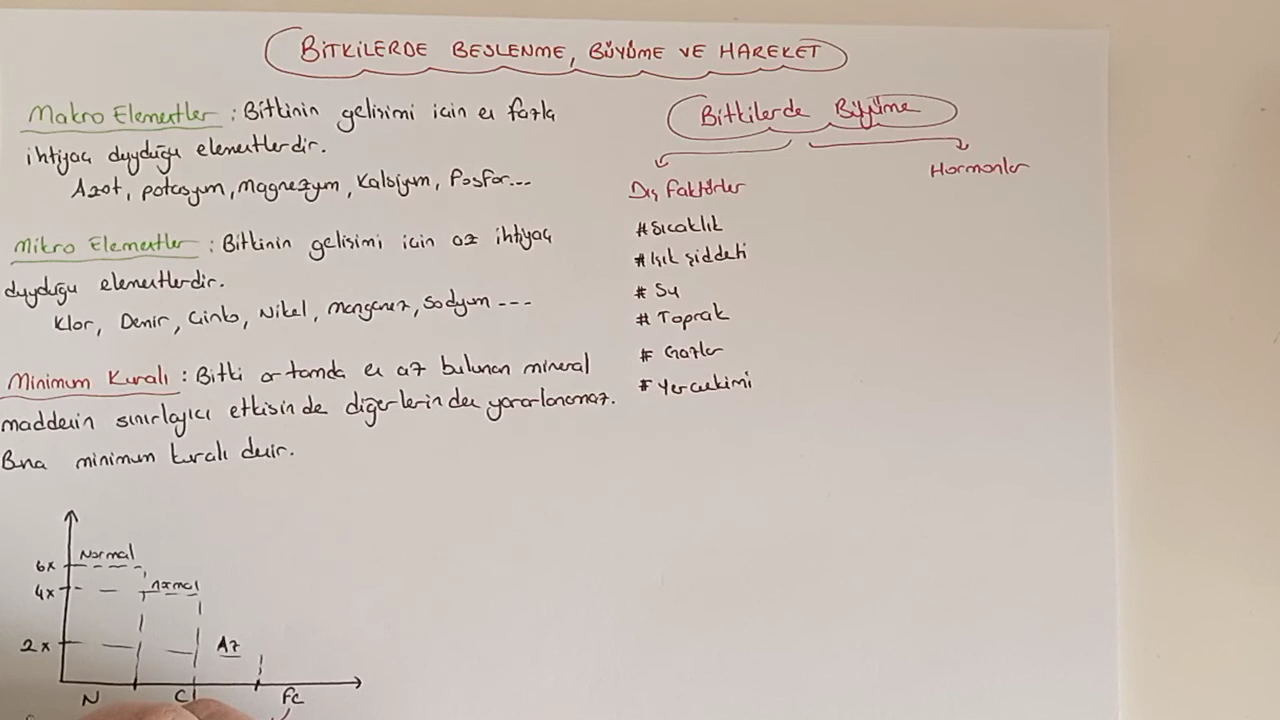 BİTKİLERDE BESLENME, BÜYÜME VE HAREKET
Makro Elementler : Bitkinin gelişimi için en fazla
ihtiyaç duyduğu elementlerdir.
Azot, potasyum, magnezyum, Kalsiyum, fosfor...
Mikro Elementler : Bitkinin gelişimi için az ihtiyaç
duyduğu elementlerdir.
Klor, Demir, Çinko, Nikel, mangenez, Sodyum ---
Minimum Kuralı : Bitki ortamda en az bulunan mineral
maddenin sınırlayıcı etkisinde diğerlerinden yararlanamaz.
Buna minimum kuralı denir.
6x Normal
4x normal
2x Az
N Cl Fe
Bitkilerde Büyüme
Dış faktörler
Hormonlar
#Sıcaklık
#Işık şiddeti
# Su
# Toprak
# Gazlar
# Yerçekimi